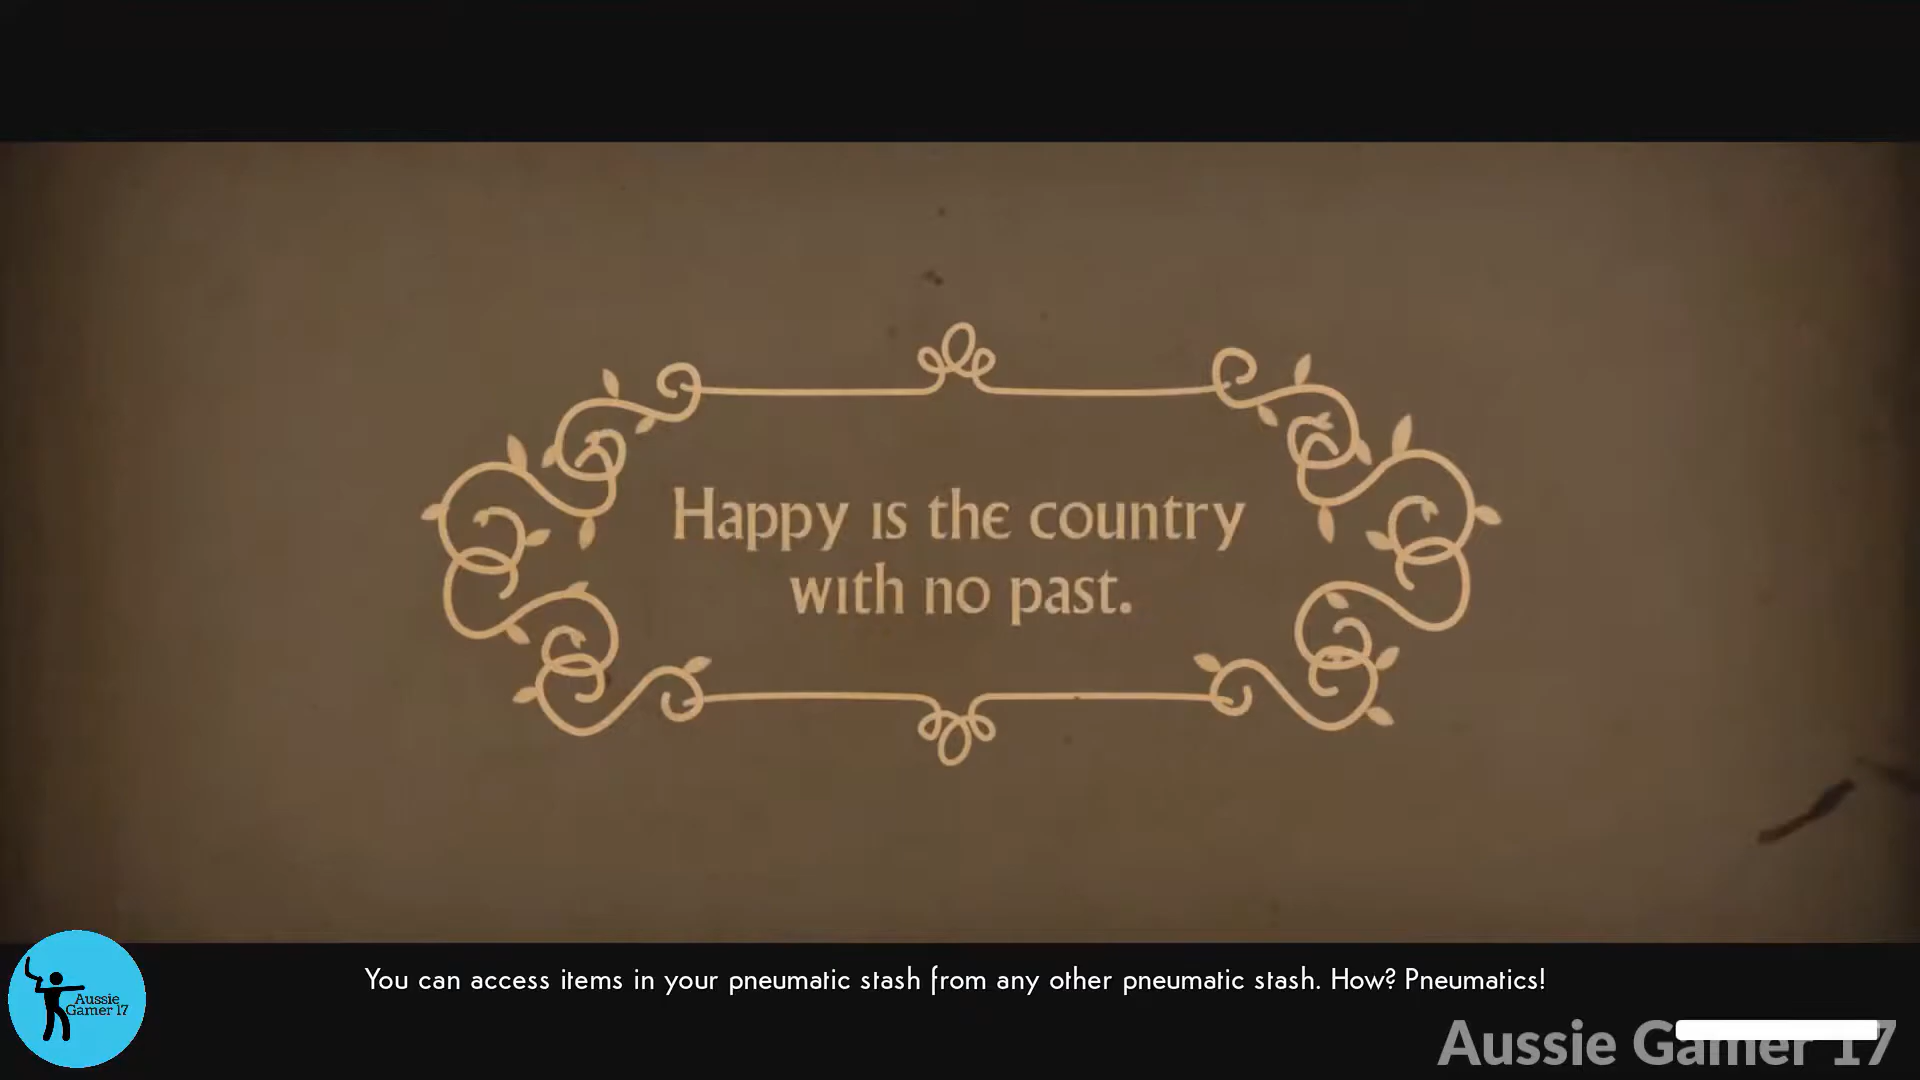 Happy is the country
with no past.
You can access items in your pneumatic stash from any other pneumatic stash. How? Pneumatics!
Aussie
Gamer 17
Aussie Gamer 17